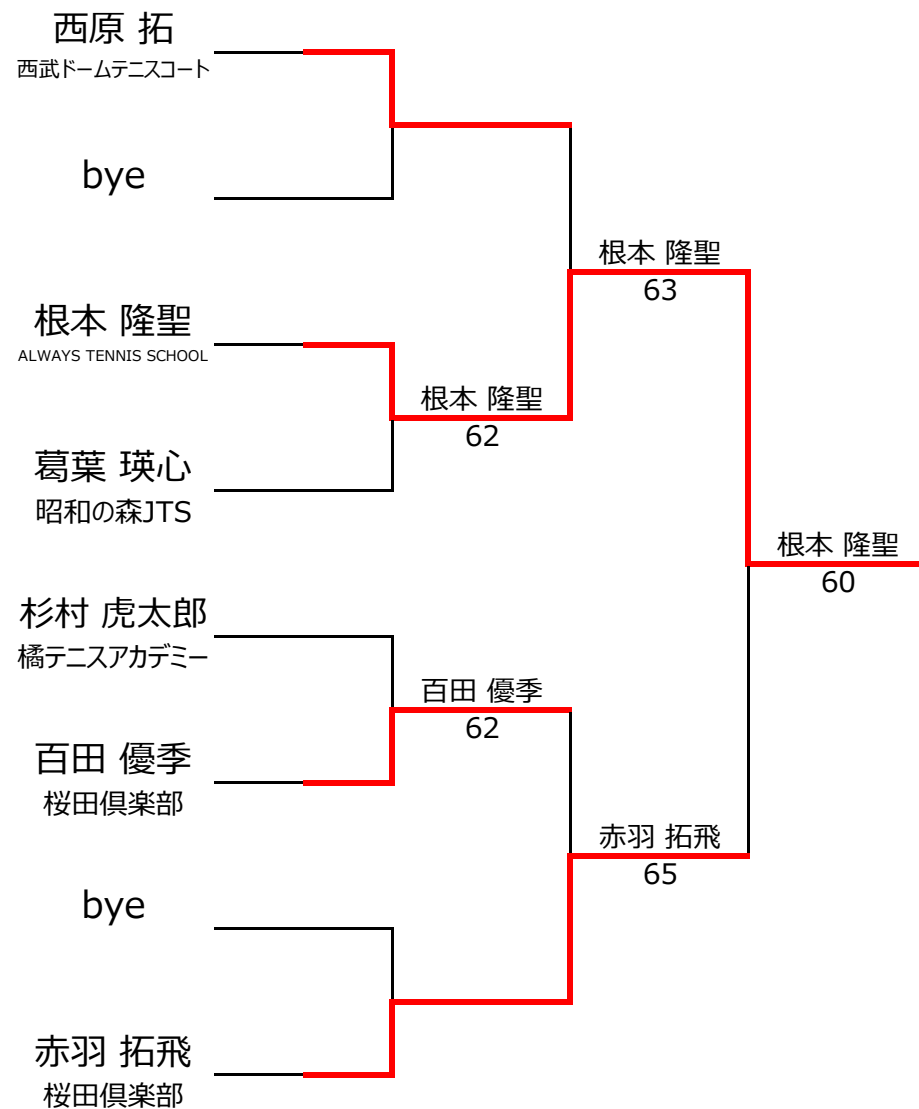 西原 拓
西武ドームテニスコート
bye
根本 隆聖
63
根本 隆聖
ALWAYS TENNIS SCHOOL
根本 隆聖
62
葛葉 瑛心
昭和の森JTS
根本 隆聖
60
杉村 虎太郎
橘テニスアカデミー
百田 優季
62
百田 優季
桜田倶楽部
赤羽 拓飛
65
bye
赤羽 拓飛
桜田倶楽部